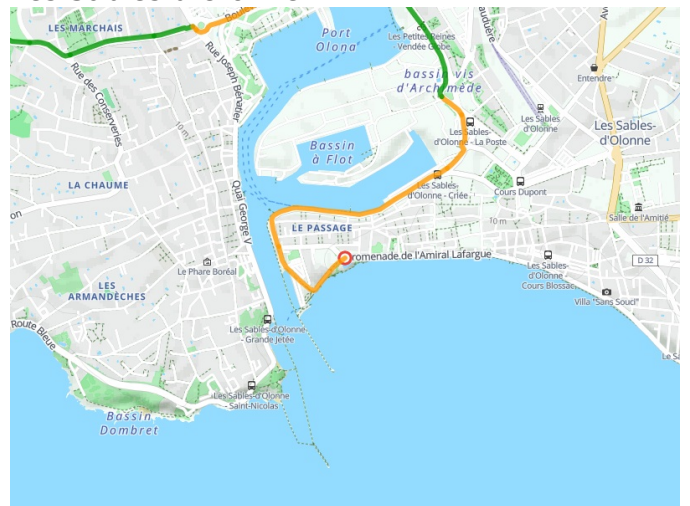 LES MARCHAIS
Port
Olona
Les Petites Reines -
Vendée Globe
Rue Joseph Bénatier
Rue des Conserveries
10 m
bassin vis
d'Archimède
Entendre
Les Sables-
d'Olonne - La Poste
Les Sables
d'Olonne
Les Sables-
d'Olonne
Bassin
à Flot
LA CHAUME
Quai George V
Les Sables-
d'Olonne - Criée
Cours Dupont
Salle de l'Amitié
10 m
LE PASSAGE
Promenade de l'Amiral Lafargue
Le Phare Boréal
Les Sables-
d'Olonne -
Cours Blossac
D 32
LES
ARMANDÈCHES
Villa "Sans Souci"
Route Bleue
Les Sables-d'Olonne
- Grande Jetée
Les Sables-d'Olonne
- Saint-Nicolas
Bassin
Dombret